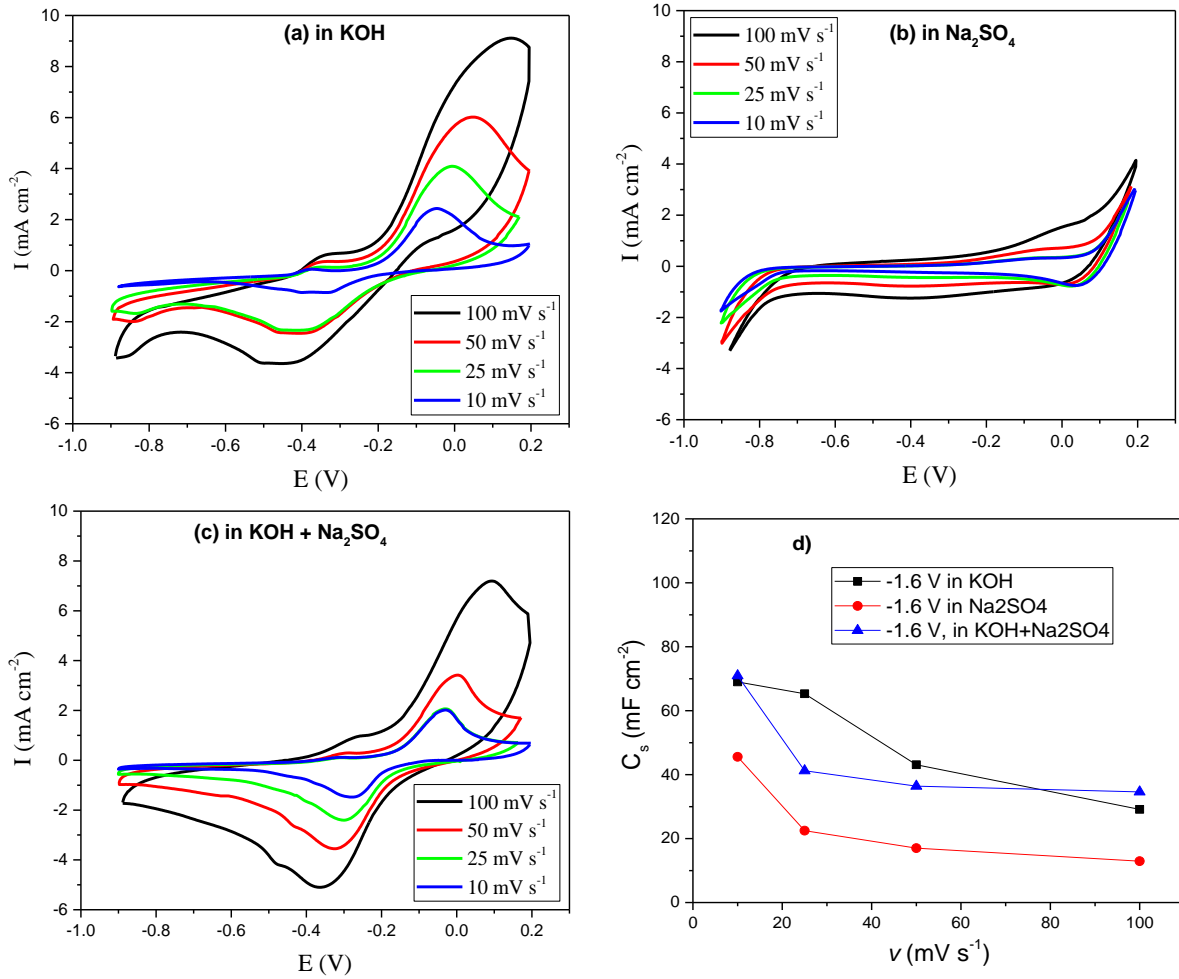 (a) in KOH
10
8
6
4
2
0
-2
-4
-6
I (mA cm⁻²)
100 mV s⁻¹
50 mV s⁻¹
25 mV s⁻¹
10 mV s⁻¹
-1.0 -0.8 -0.6 -0.4 -0.2 0.0 0.2
E (V)
(b) in Na₂SO₄
10
8
6
4
2
0
-2
-4
-6
I (mA cm⁻²)
100 mV s⁻¹
50 mV s⁻¹
25 mV s⁻¹
10 mV s⁻¹
-1.0 -0.8 -0.6 -0.4 -0.2 0.0 0.2
E (V)
(c) in KOH + Na₂SO₄
10
8
6
4
2
0
-2
-4
-6
I (mA cm⁻²)
100 mV s⁻¹
50 mV s⁻¹
25 mV s⁻¹
10 mV s⁻¹
-1.0 -0.8 -0.6 -0.4 -0.2 0.0 0.2
E (V)
d)
120
100
80
60
40
20
0
Cₛ (mF cm⁻²)
-1.6 V in KOH
-1.6 V in Na2SO4
-1.6 V, in KOH+Na2SO4
0 20 40 60 80 100
v (mV s⁻¹)